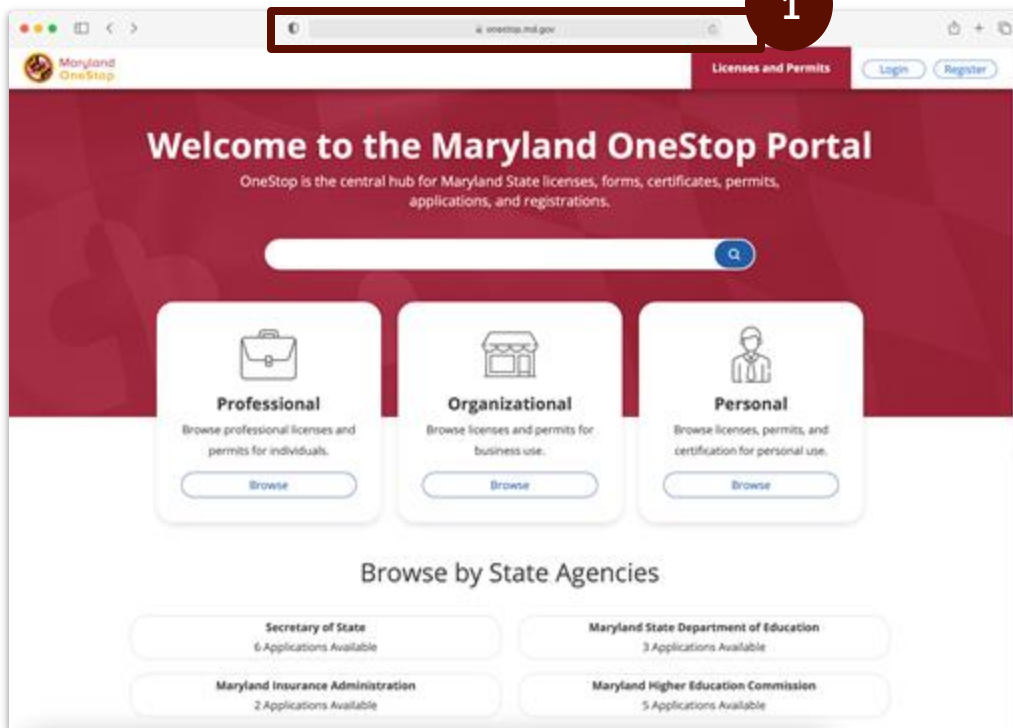 1
onestop.md.gov
Maryland
OneStop
Licenses and Permits
Login
Register
Welcome to the Maryland OneStop Portal
OneStop is the central hub for Maryland State licenses, forms, certificates, permits,
applications, and registrations.
Professional
Browse professional licenses and
permits for individuals.
Browse
Organizational
Browse licenses and permits for
business use.
Browse
Personal
Browse licenses, permits, and
certification for personal use.
Browse
Browse by State Agencies
Secretary of State
6 Applications Available
Maryland State Department of Education
3 Applications Available
Maryland Insurance Administration
2 Applications Available
Maryland Higher Education Commission
5 Applications Available